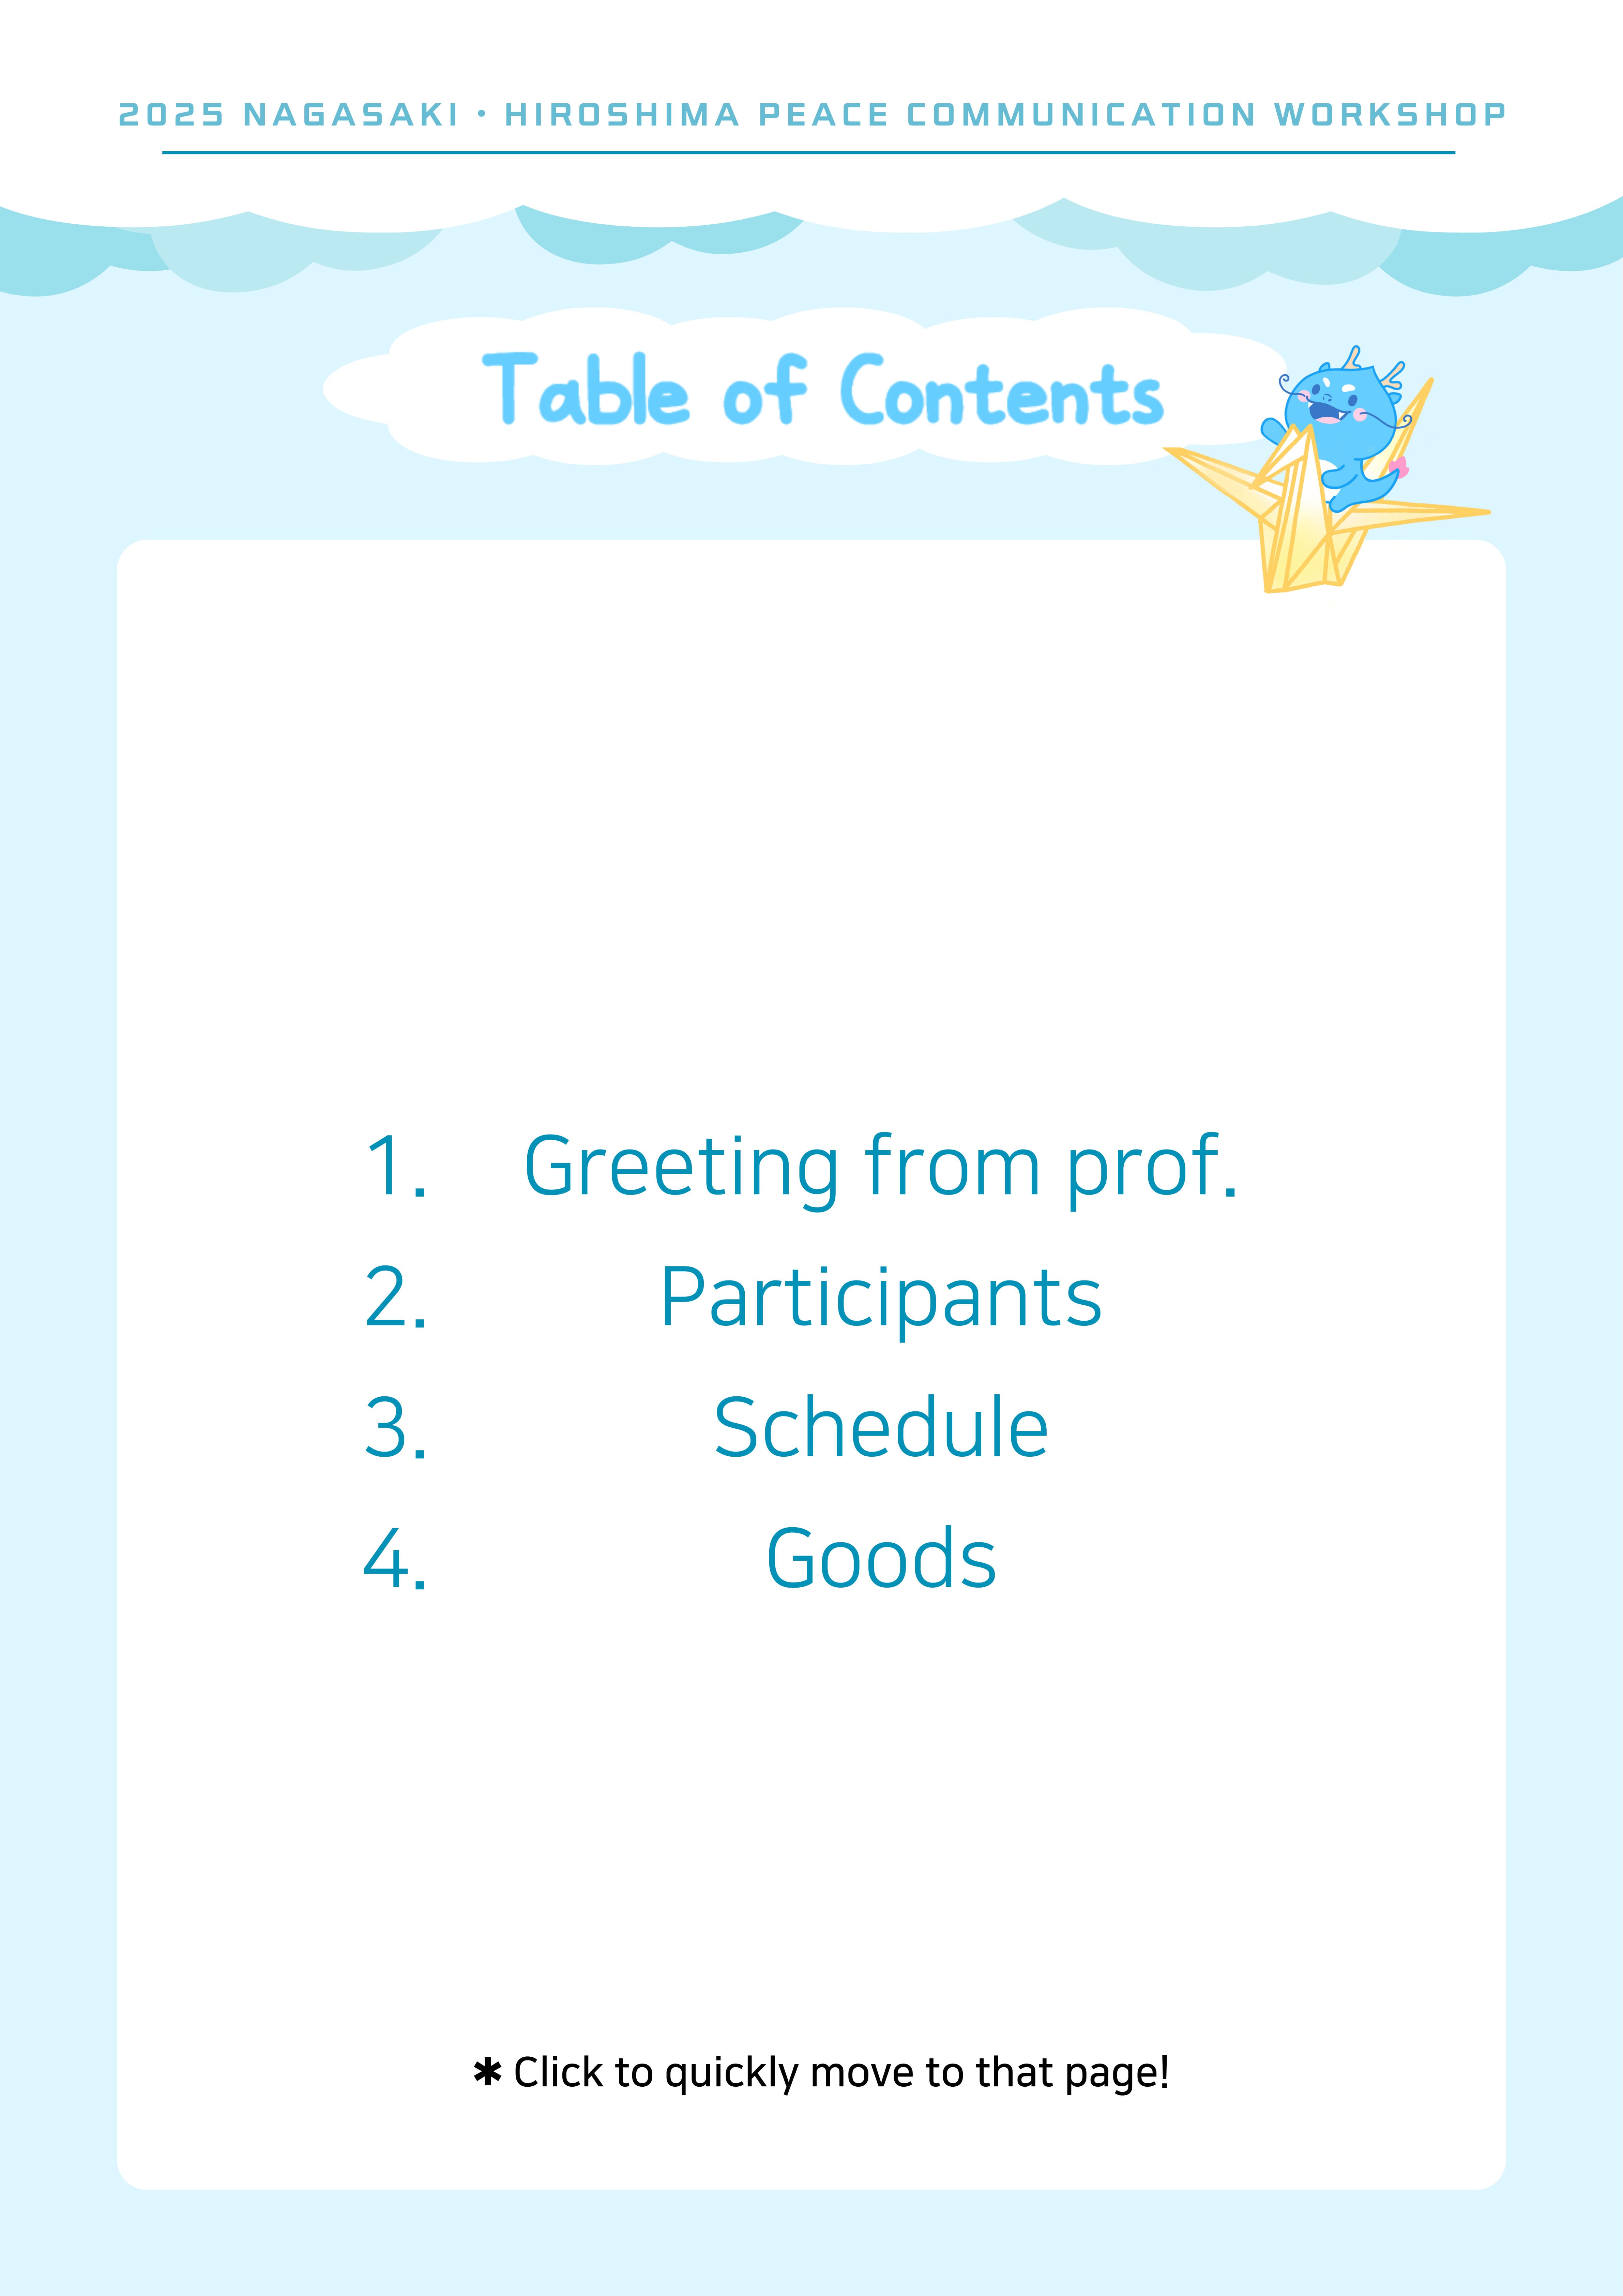 2025 NAGASAKI • HIROSHIMA PEACE COMMUNICATION WORKSHOP
Table of Contents
1. Greeting from prof.
2. Participants
3. Schedule
4. Goods
✱ Click to quickly move to that page!